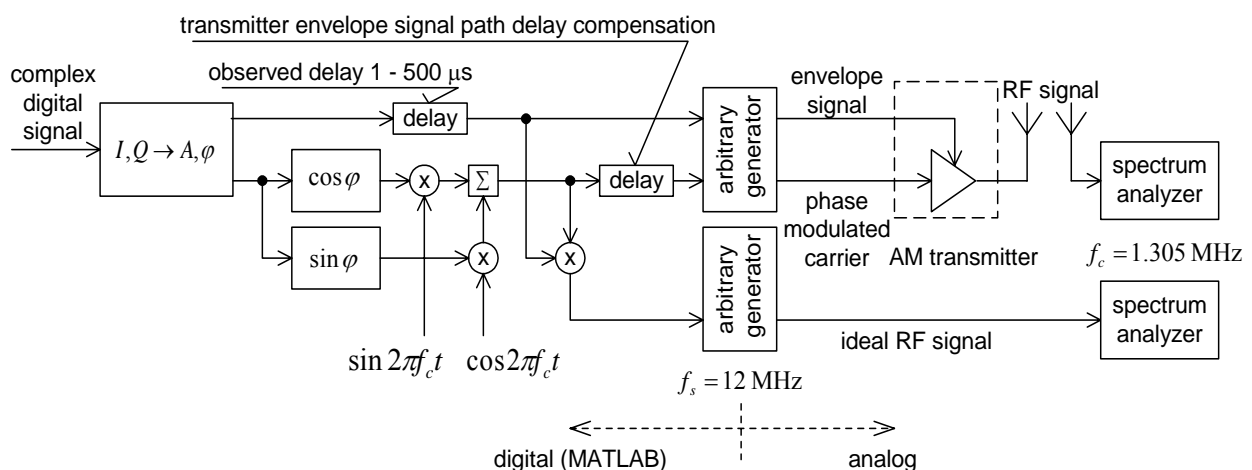 transmitter envelope signal path delay compensation
observed delay 1 - 500 μs
complex
digital
signal
I,Q → A,φ
delay
cosφ
sinφ
x
Σ
x
x
delay
sin 2πf_c t
cos 2πf_c t
arbitrary
generator
arbitrary
generator
f_s = 12 MHz
envelope
signal
phase
modulated
carrier
AM transmitter
RF signal
spectrum
analyzer
f_c = 1.305 MHz
spectrum
analyzer
ideal RF signal
digital (MATLAB)
analog